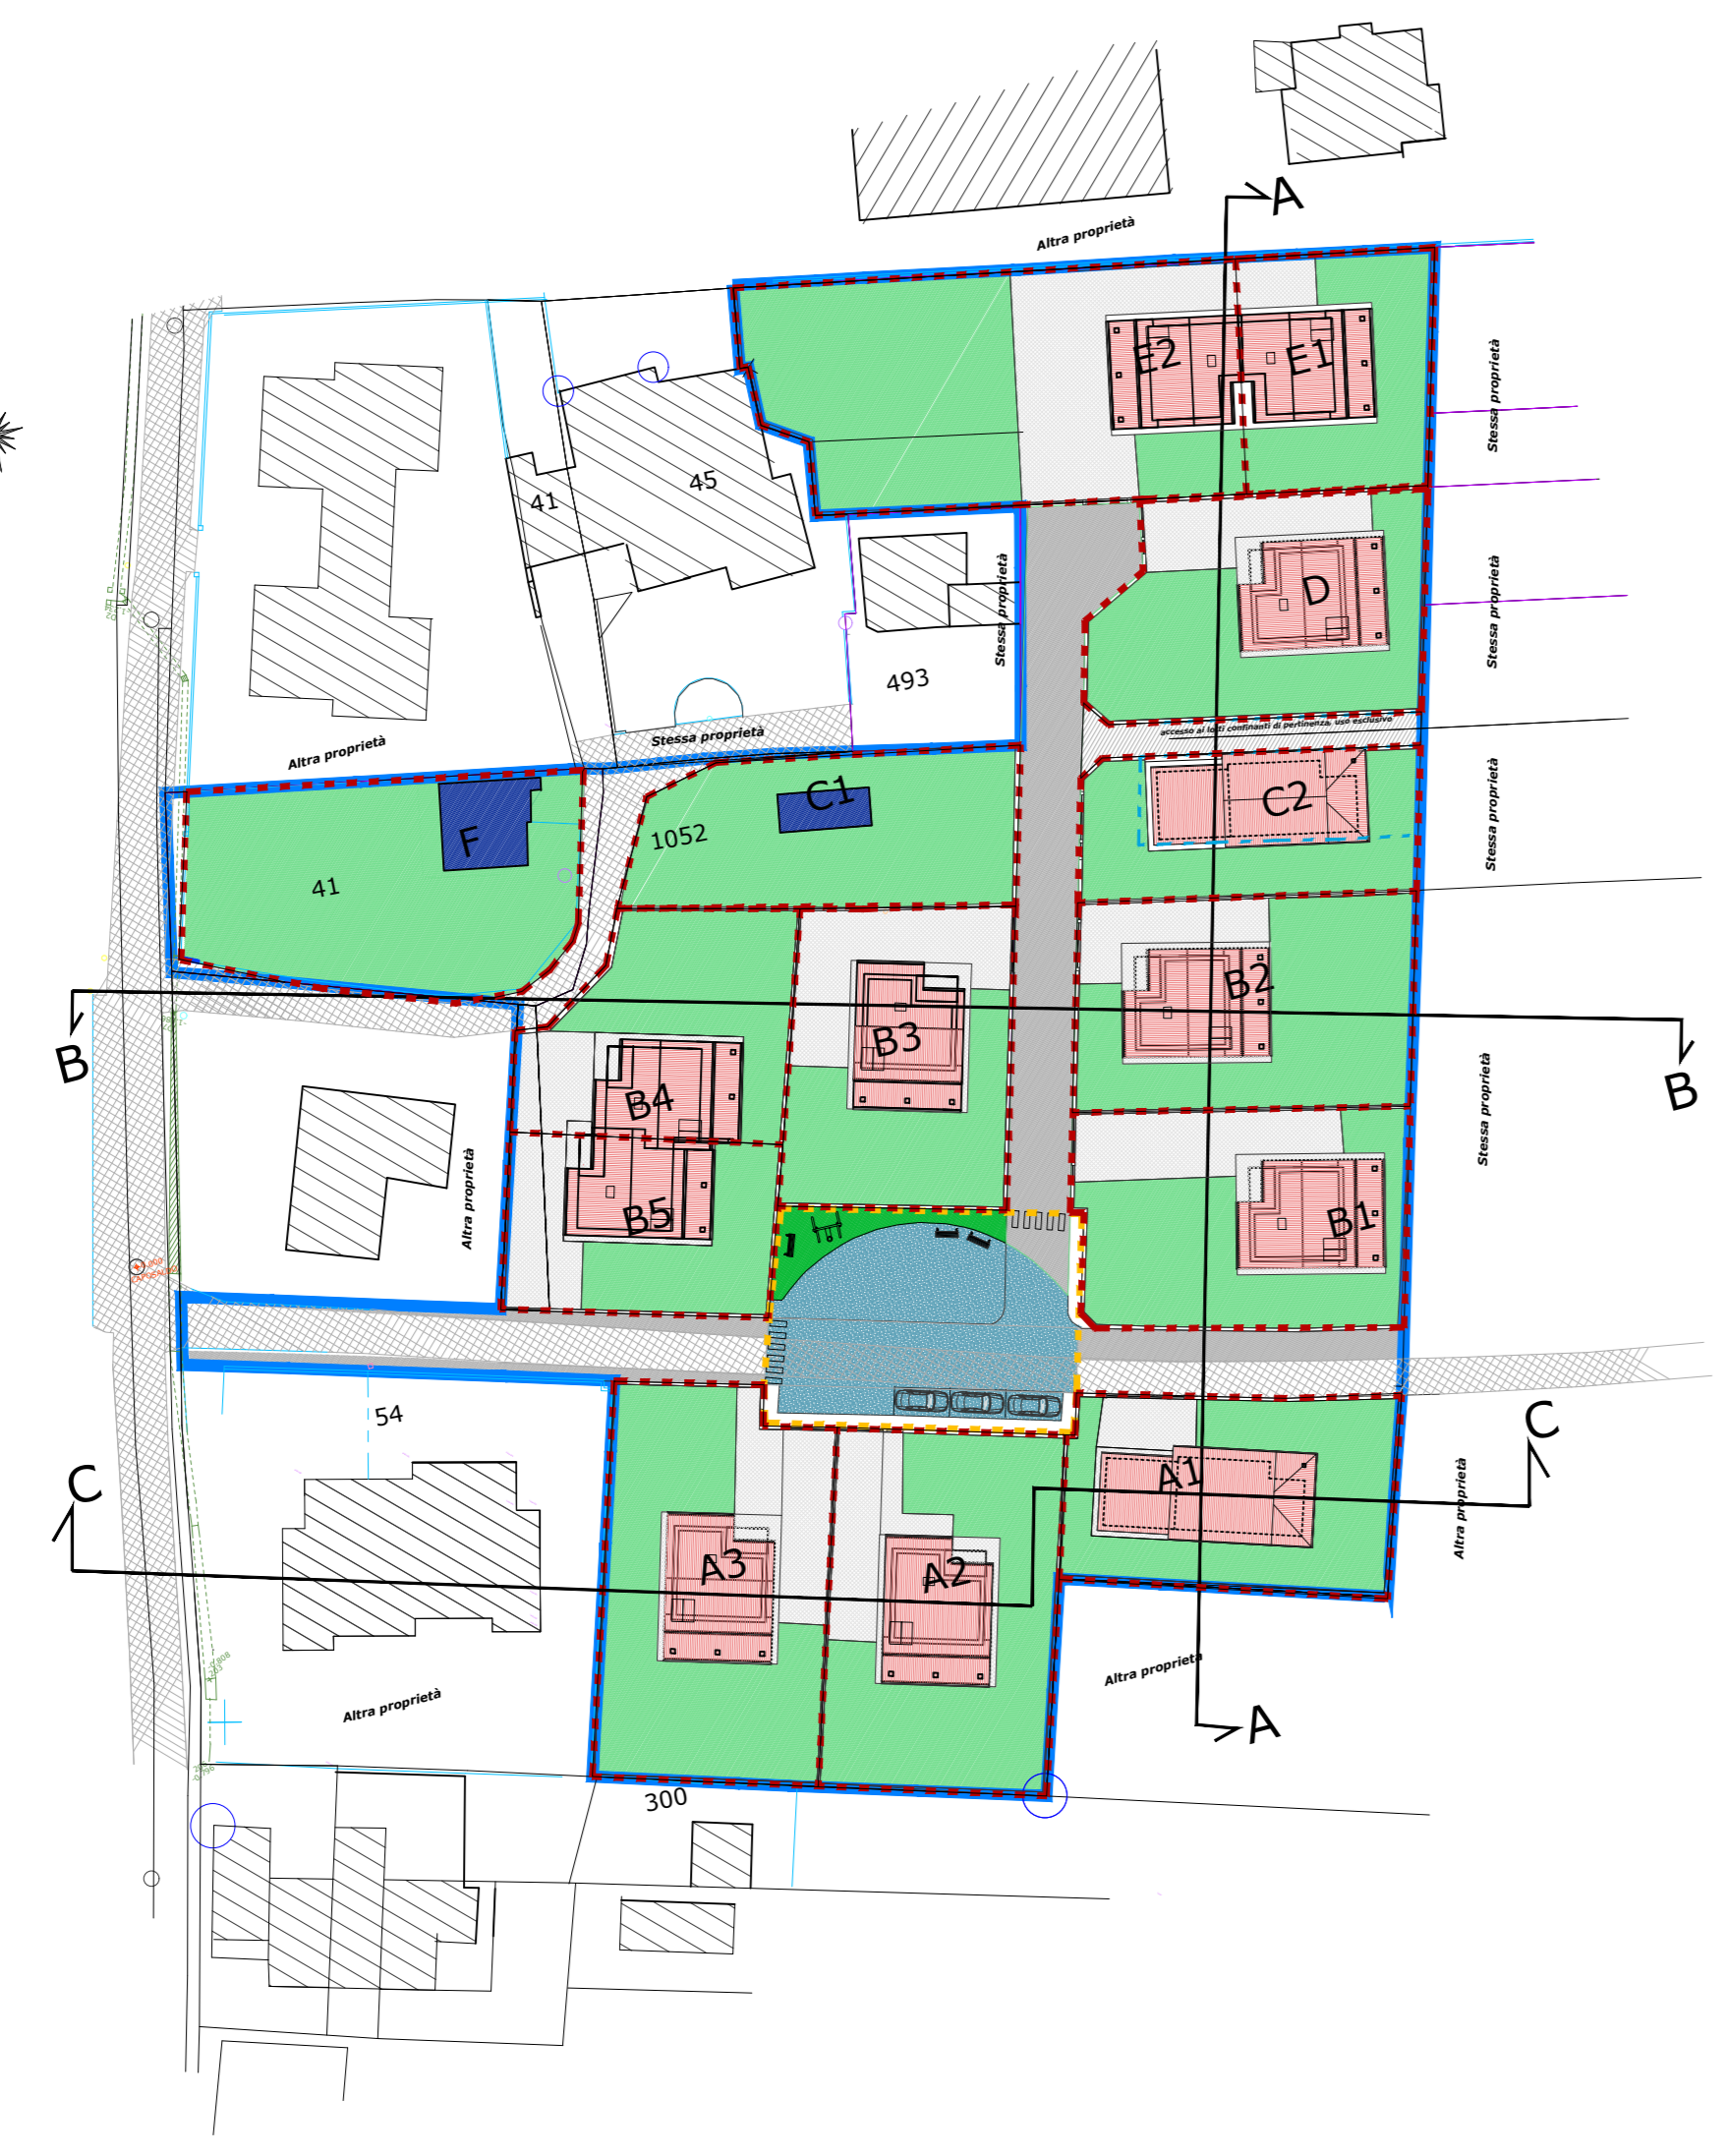 A
Altra proprietà
E2
E1
Stessa proprietà
45
41
D
Stessa proprietà
Stessa proprietà
493
accesso ai lotti confinanti di pertinenza, uso esclusivo
Stessa proprietà
Altra proprietà
C1
C2
Stessa proprietà
F
1052
41
B2
B3
B
B
B4
Stessa proprietà
Altra proprietà
B5
B1
54
C
C
A1
A3
A2
Altra proprietà
Altra proprietà
Altra proprietà
A
300